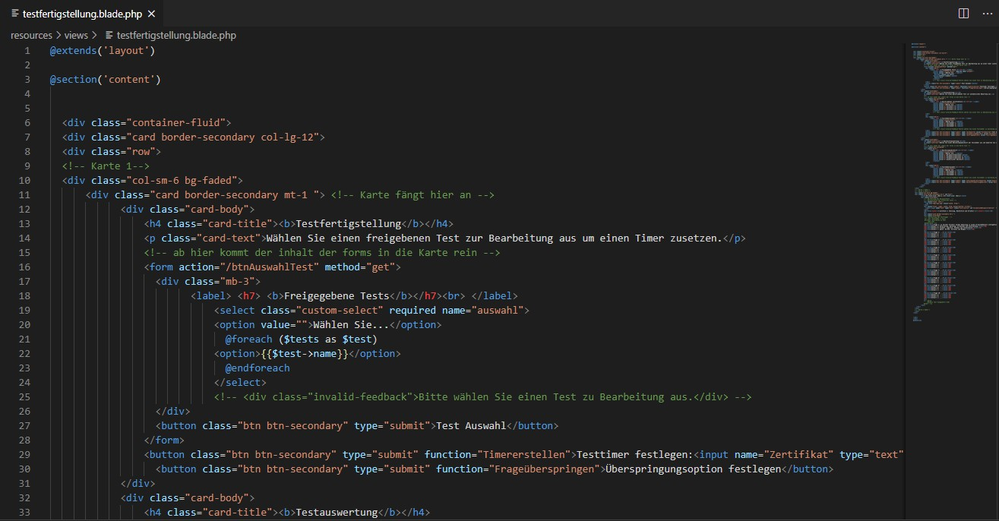 testfertigstellung.blade.php
resources > views > testfertigstellung.blade.php
1 @extends('layout')
2
3 @section('content')
4
5
6 <div class="container-fluid">
7 <div class="card border-secondary col-lg-12">
8 <div class="row">
9 <!-- Karte 1-->
10 <div class="col-sm-6 bg-faded">
11 <div class="card border-secondary mt-1 "> <!-- Karte fängt hier an -->
12 <div class="card-body">
13 <h4 class="card-title"><b>Testfertigstellung</b></h4>
14 <p class="card-text">Wählen Sie einen freigebenen Test zur Bearbeitung aus um einen Timer zusetzen.</p>
15 <!-- ab hier kommt der inhalt der forms in die Karte rein -->
16 <form action="/btnAuswahlTest" method="get">
17 <div class="mb-3">
18 <label> <h7> <b>Freigegebene Tests</b></h7><br> </label>
19 <select class="custom-select" required name="auswahl">
20 <option value="">Wählen Sie...</option>
21 @foreach ($tests as $test)
22 <option>{{$test->name}}</option>
23 @endforeach
24 </select>
25 <!-- <div class="invalid-feedback">Bitte wählen Sie einen Test zu Bearbeitung aus.</div> -->
26 </div>
27 <button class="btn btn-secondary" type="submit">Test Auswahl</button>
28 </form>
29 <button class="btn btn-secondary" type="submit" function="Timererstellen">Testtimer festlegen:<input name="Zertifikat" type="text"
30 <button class="btn btn-secondary" type="submit" function="Frageüberspringen">Überspringungsoption festlegen</button>
31 </div>
32 <div class="card-body">
33 <h4 class="card-title"><b>Testauswertung</b></h4>